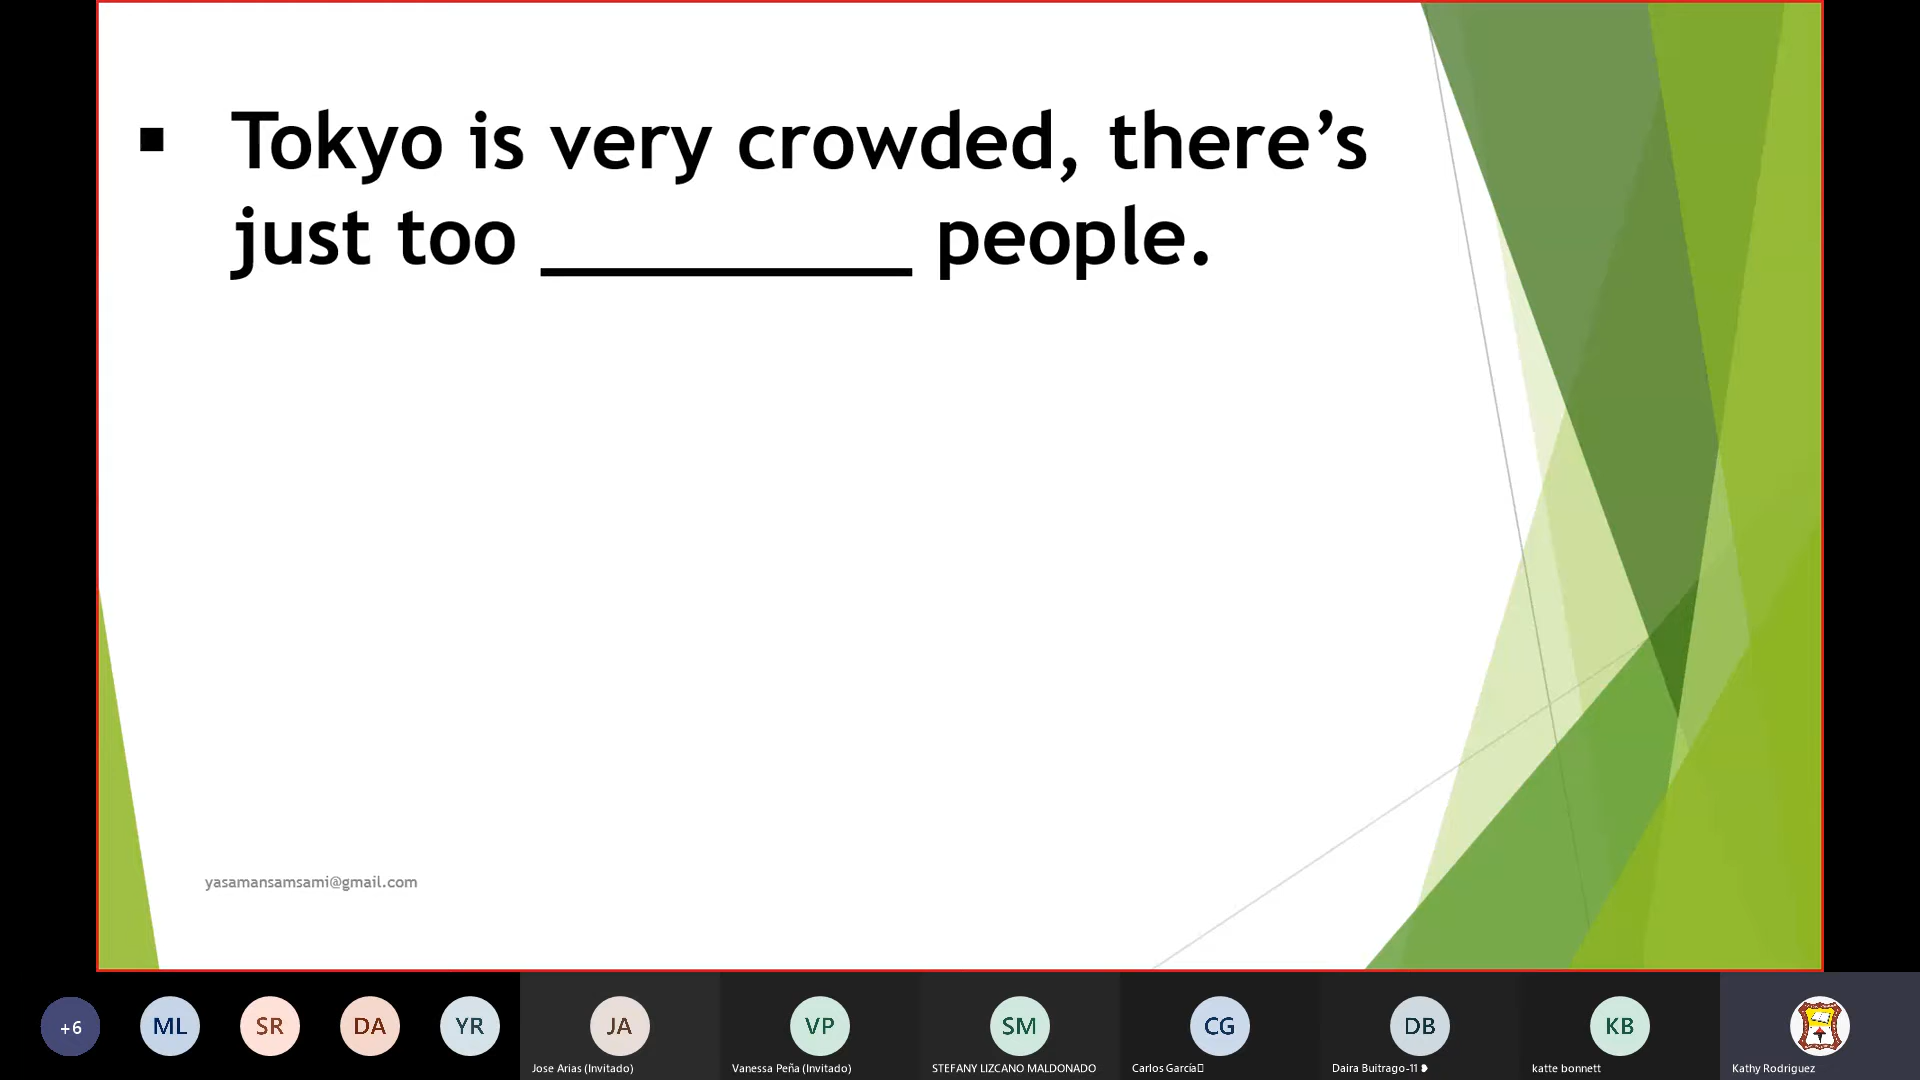 ▪ Tokyo is very crowded, there’s
just too __________ people.
yasamansamsami@gmail.com
+6
ML
SR
DA
YR
JA
VP
SM
CG
DB
KB
Jose Arias (Invitado)
Vanessa Peña (Invitado)
STEFANY LIZCANO MALDONADO
Carlos García
Daira Buitrago-11
katte bonnett
Kathy Rodriguez